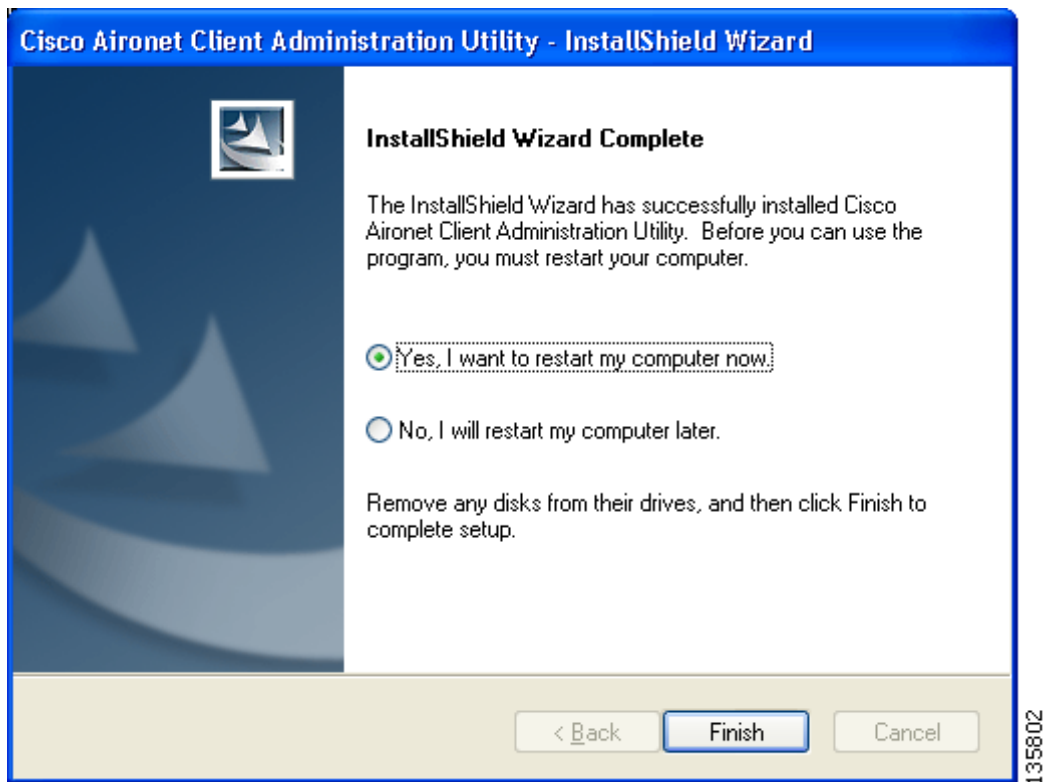 Cisco Aironet Client Administration Utility - InstallShield Wizard
InstallShield Wizard Complete
The InstallShield Wizard has successfully installed Cisco
Aironet Client Administration Utility.  Before you can use the
program, you must restart your computer.
Yes, I want to restart my computer now.
No, I will restart my computer later.
Remove any disks from their drives, and then click Finish to
complete setup.
< Back
Finish
Cancel
135802